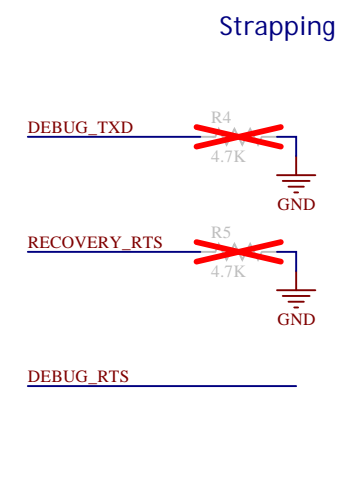 Strapping
R4
DEBUG_TXD
4.7K
GND
R5
RECOVERY_RTS
4.7K
GND
DEBUG_RTS